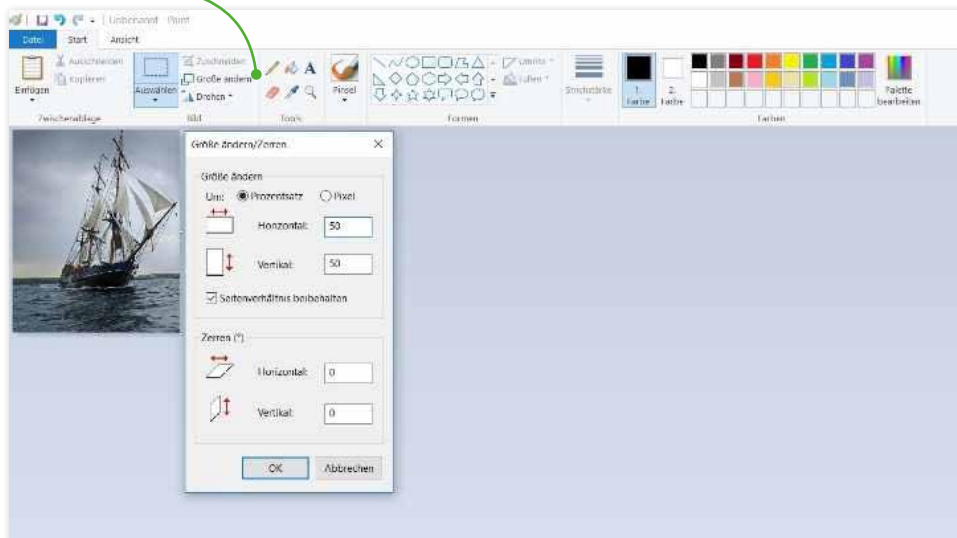 Unbenannt - Paint
Datei Start Ansicht
Einfügen
Ausschneiden
Kopieren
Zwischenablage
Auswählen
Zuschneiden
Größe ändern
Drehen
Bild
A
Tools
Pinsel
Umriss
Füllen
Formen
Strichstärke
1. Farbe
2. Farbe
Palette bearbeiten
Farben
Größe ändern/Zerren
Größe ändern
Um: Prozentsatz Pixel
Horizontal: 50
Vertikal: 50
Seitenverhältnis beibehalten
Zerren (°)
Horizontal: 0
Vertikal: 0
OK Abbrechen